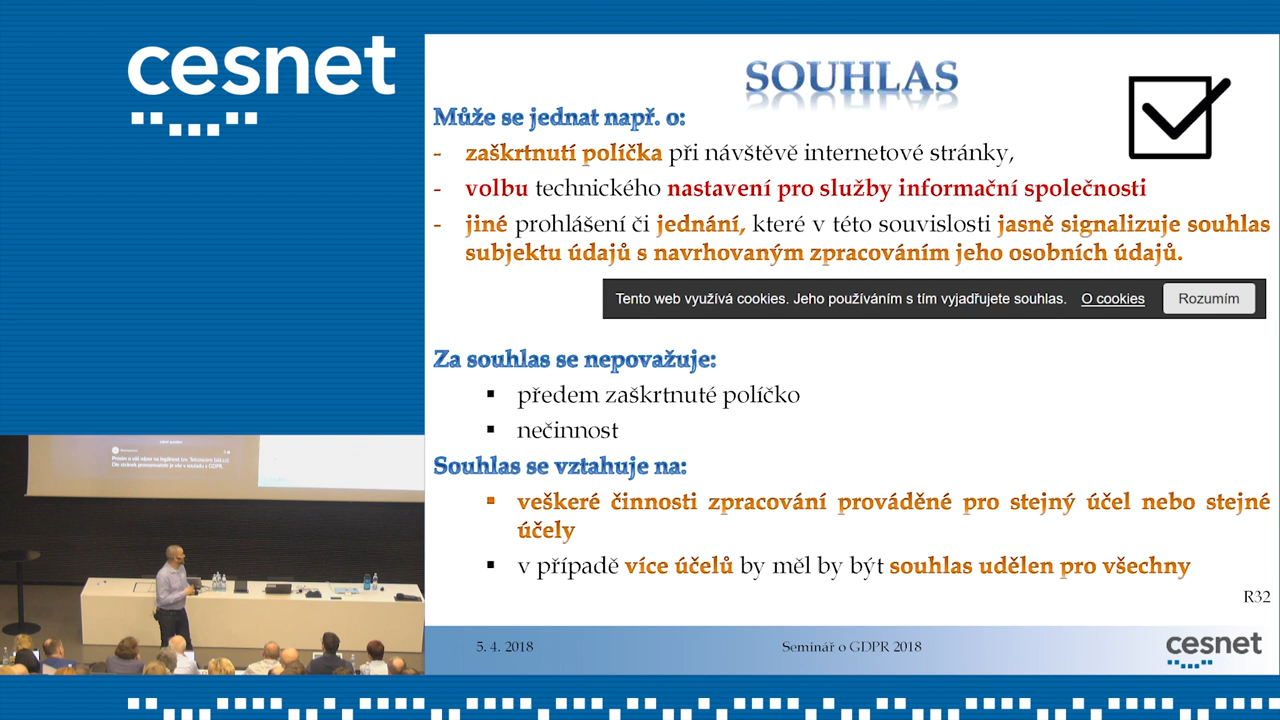 cesnet
SOUHLAS
Může se jednat např. o:
- zaškrtnutí políčka při návštěvě internetové stránky,
- volbu technického nastavení pro služby informační společnosti
- jiné prohlášení či jednání, které v této souvislosti jasně signalizuje souhlas
subjektu údajů s navrhovaným zpracováním jeho osobních údajů.
Tento web využívá cookies. Jeho používáním s tím vyjadřujete souhlas. O cookies Rozumím
Za souhlas se nepovažuje:
▪ předem zaškrtnuté políčko
▪ nečinnost
Souhlas se vztahuje na:
▪ veškeré činnosti zpracování prováděné pro stejný účel nebo stejné
účely
▪ v případě více účelů by měl by být souhlas udělen pro všechny
R32
5. 4. 2018 Seminář o GDPR 2018 cesnet